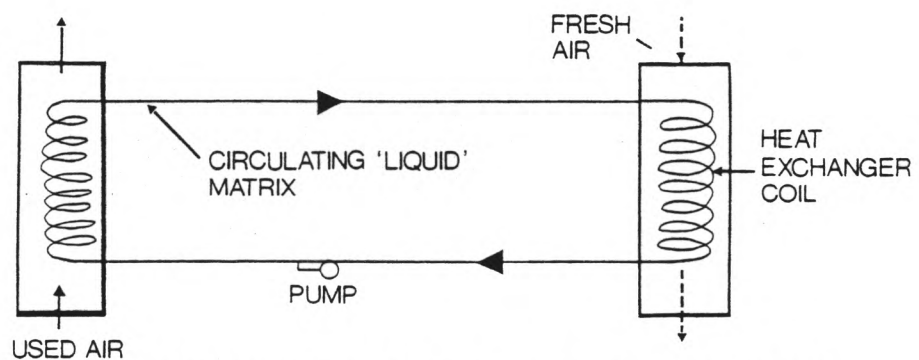 FRESH
AIR
CIRCULATING 'LIQUID'
MATRIX
HEAT
EXCHANGER
COIL
PUMP
USED AIR